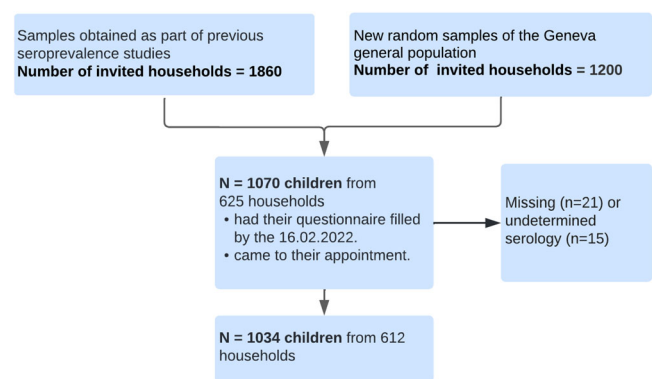 Samples obtained as part of previous
seroprevalence studies
Number of invited households = 1860
New random samples of the Geneva
general population
Number of invited households = 1200
N = 1070 children from
625 households
• had their questionnaire filled
by the 16.02.2022.
• came to their appointment.
Missing (n=21) or
undetermined
serology (n=15)
N = 1034 children from 612
households